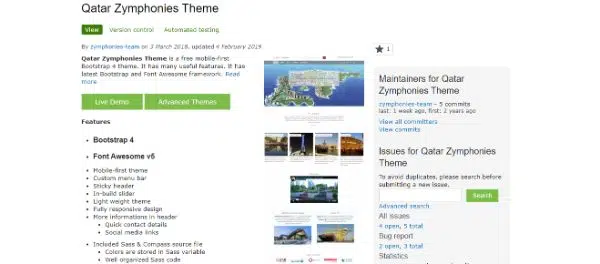 Qatar Zymphonies Theme
View
Version control
Automated testing
By zymphonies-team on 3 March 2018, updated 4 February 2019
Qatar Zymphonies Theme is a free mobile-first
Bootstrap 4 theme. It has many useful features. It has
latest Bootstrap and Font Awesome framework. Read
more
Live Demo
Advanced Themes
Features
Bootstrap 4
Font Awesome v5
Mobile-first theme
Custom menu bar
Sticky header
In-build slider
Light weight theme
Fully responsive design
More informations in header
Quick contact details
Social media links
Included Sass & Compass source file
Colors are stored in Sass variable
Well organized Sass code
1
Maintainers for Qatar
Zymphonies Theme
zymphonies-team – 5 commits
last: 1 week ago, first: 2 years ago
View all committers
View commits
Issues for Qatar Zymphonies
Theme
To avoid duplicates, please search before
submitting a new issue.
Search
Advanced search
All issues
4 open, 5 total
Bug report
2 open, 3 total
Statistics